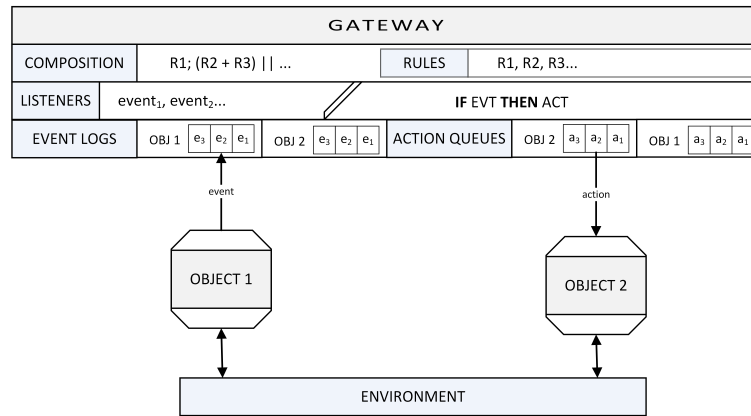 GATEWAY
COMPOSITION R1; (R2 + R3) || ... RULES R1, R2, R3...
LISTENERS event₁, event₂... IF EVT THEN ACT
EVENT LOGS OBJ 1 e₃ e₂ e₁ OBJ 2 e₃ e₂ e₁ ACTION QUEUES OBJ 2 a₃ a₂ a₁ OBJ 1 a₃ a₂ a₁
event action
OBJECT 1 OBJECT 2
ENVIRONMENT